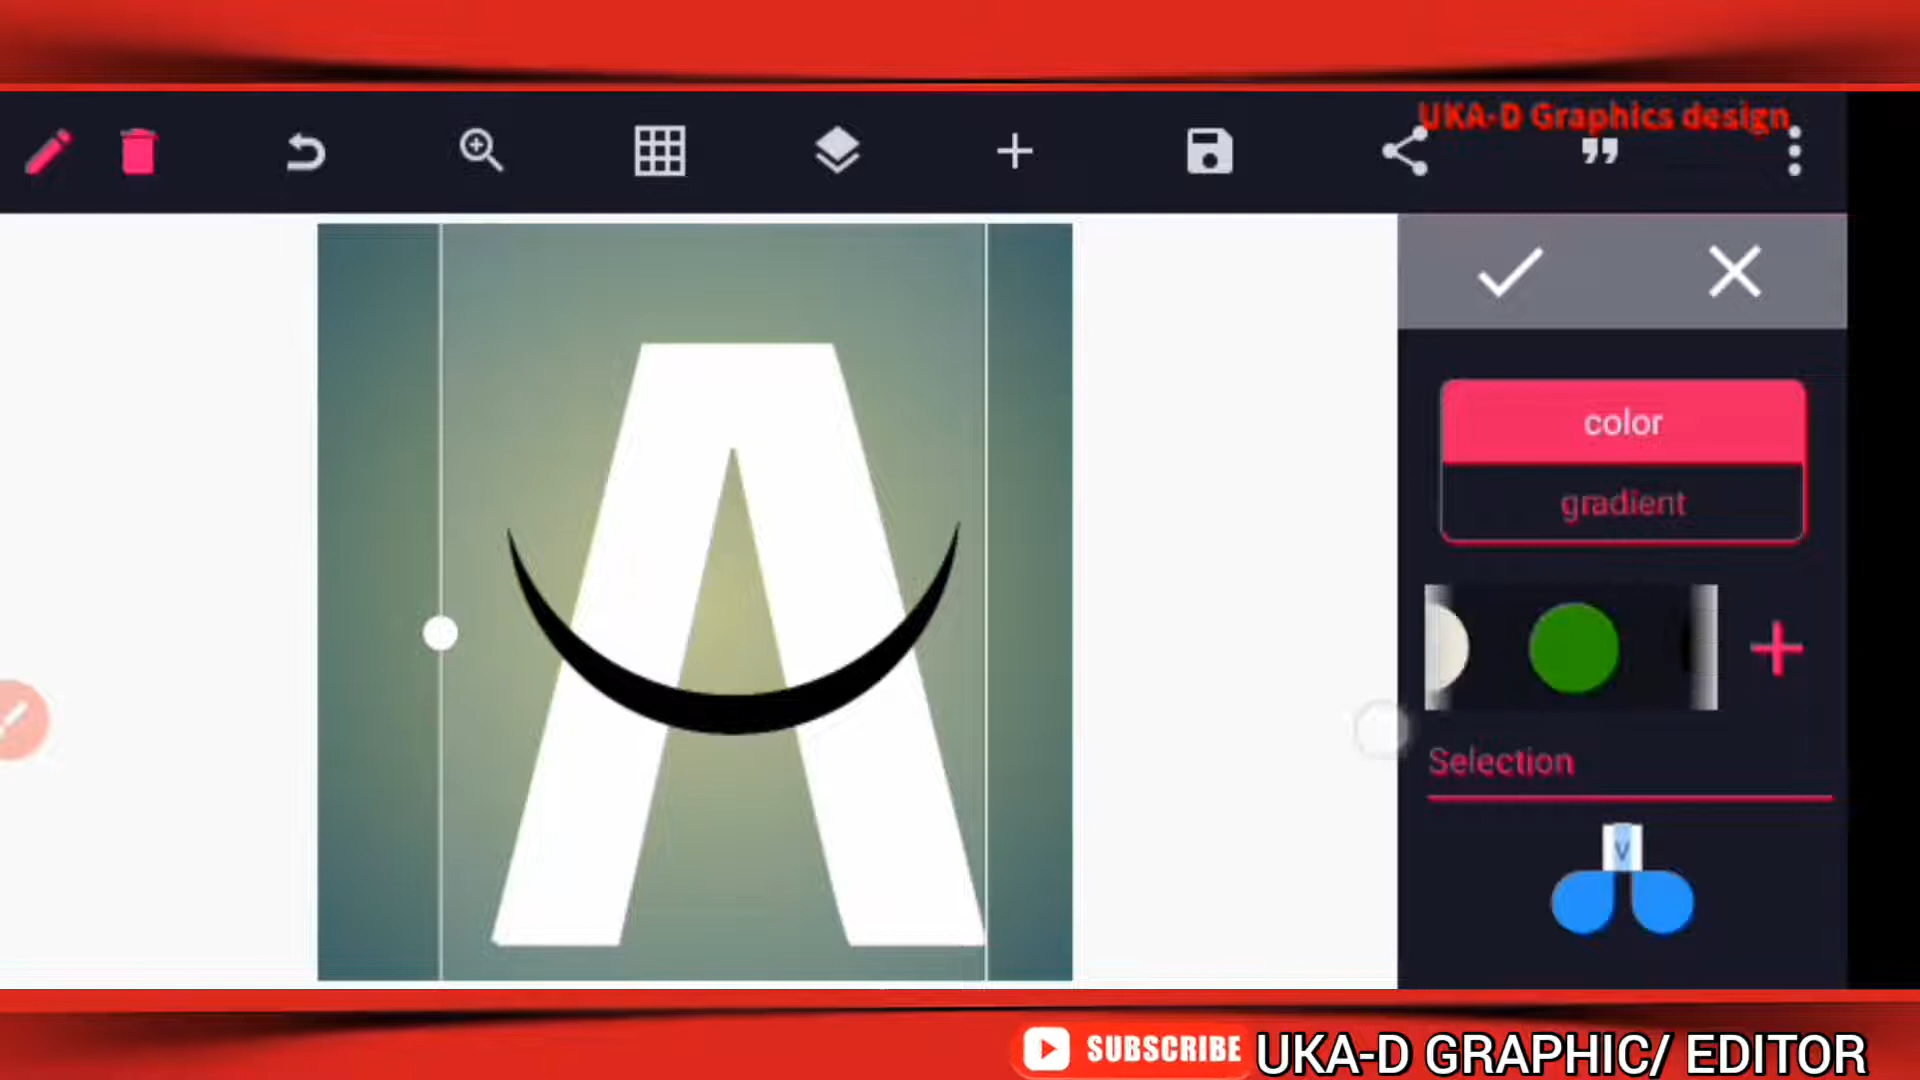 UKA-D Graphics design
A
color
gradient
Selection
V
SUBSCRIBE UKA-D GRAPHIC/ EDITOR